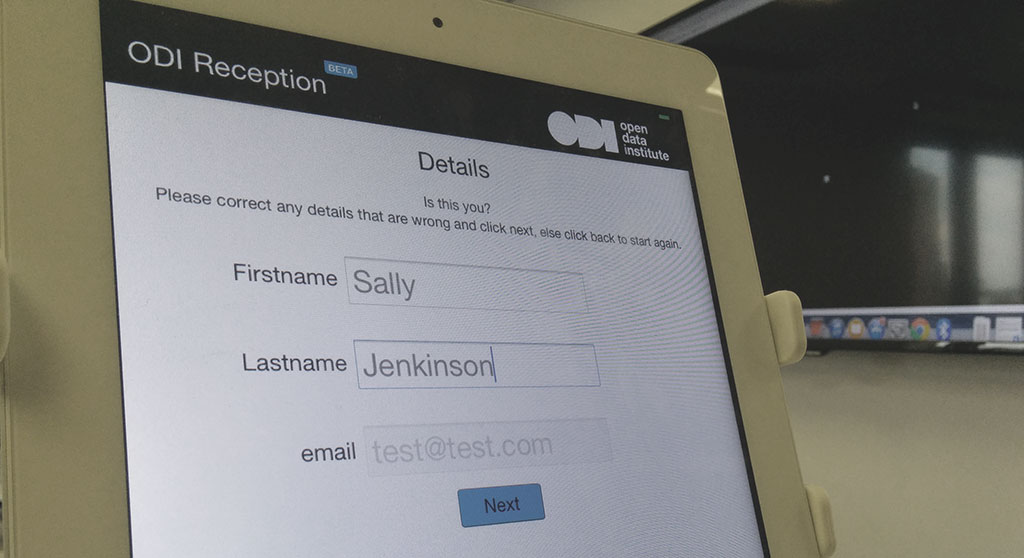 ODI Reception BETA
ODI open
data
institute
Details
Is this you?
Please correct any details that are wrong and click next, else click back to start again.
Firstname Sally
Lastname Jenkinson
email test@test.com
Next